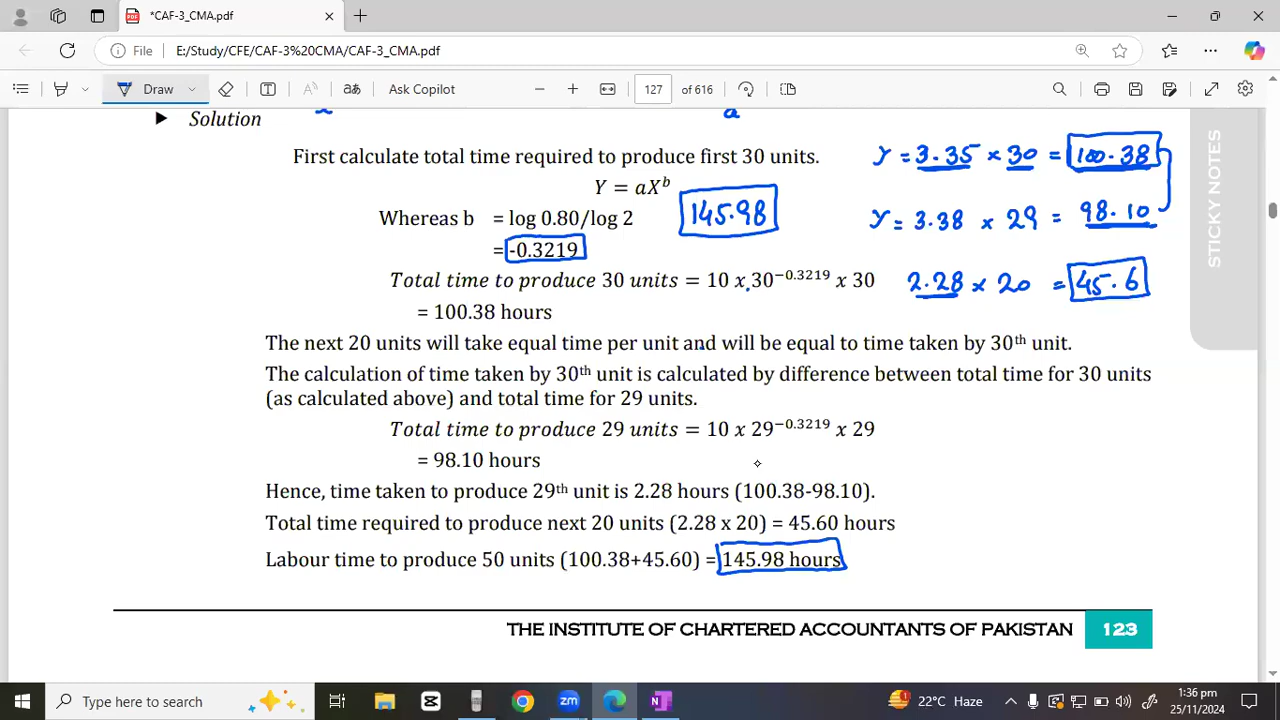 *CAF-3_CMA.pdf
File E:/Study/CFE/CAF-3%20CMA/CAF-3_CMA.pdf
Draw Ask Copilot 127 of 616
x a
Solution
First calculate total time required to produce first 30 units.
Y = 3.35 × 30 = 100.38
Y = aX^b
145.98
Whereas b = log 0.80/log 2
Y = 3.38 × 29 = 98.10
= -0.3219
Total time to produce 30 units = 10 x 30^−0.3219 x 30
2.28 × 20 = 45.6
= 100.38 hours
The next 20 units will take equal time per unit and will be equal to time taken by 30th unit.
The calculation of time taken by 30th unit is calculated by difference between total time for 30 units
(as calculated above) and total time for 29 units.
Total time to produce 29 units = 10 x 29^−0.3219 x 29
= 98.10 hours
Hence, time taken to produce 29th unit is 2.28 hours (100.38-98.10).
Total time required to produce next 20 units (2.28 x 20) = 45.60 hours
Labour time to produce 50 units (100.38+45.60) = 145.98 hours
THE INSTITUTE OF CHARTERED ACCOUNTANTS OF PAKISTAN 123
STICKY NOTES
Type here to search
22°C Haze
1:36 pm
25/11/2024